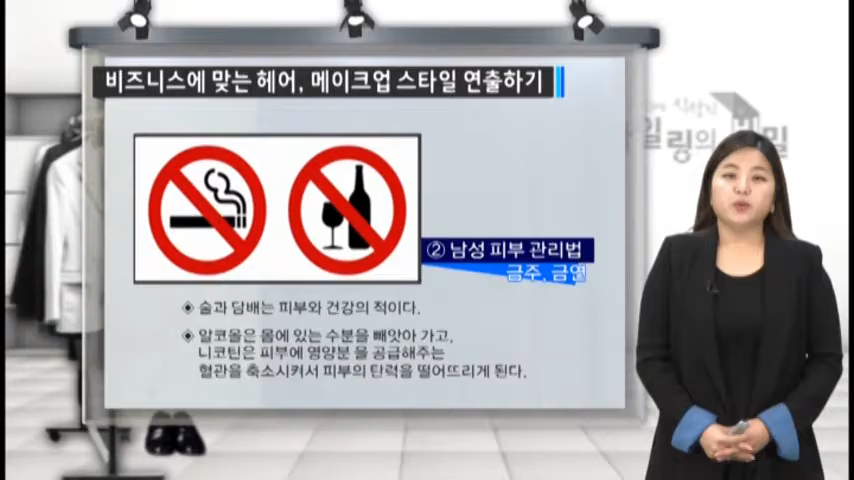 비즈니스에 맞는 헤어, 메이크업 스타일 연출하기
일링의 비밀
② 남성 피부 관리법
금주, 금연
◈ 술과 담배는 피부와 건강의 적이다.
◈ 알코올은 몸에 있는 수분을 빼앗아 가고,
니코틴은 피부에 영양분 을 공급해주는
혈관을 축소시켜서 피부의 탄력을 떨어뜨리게 된다.